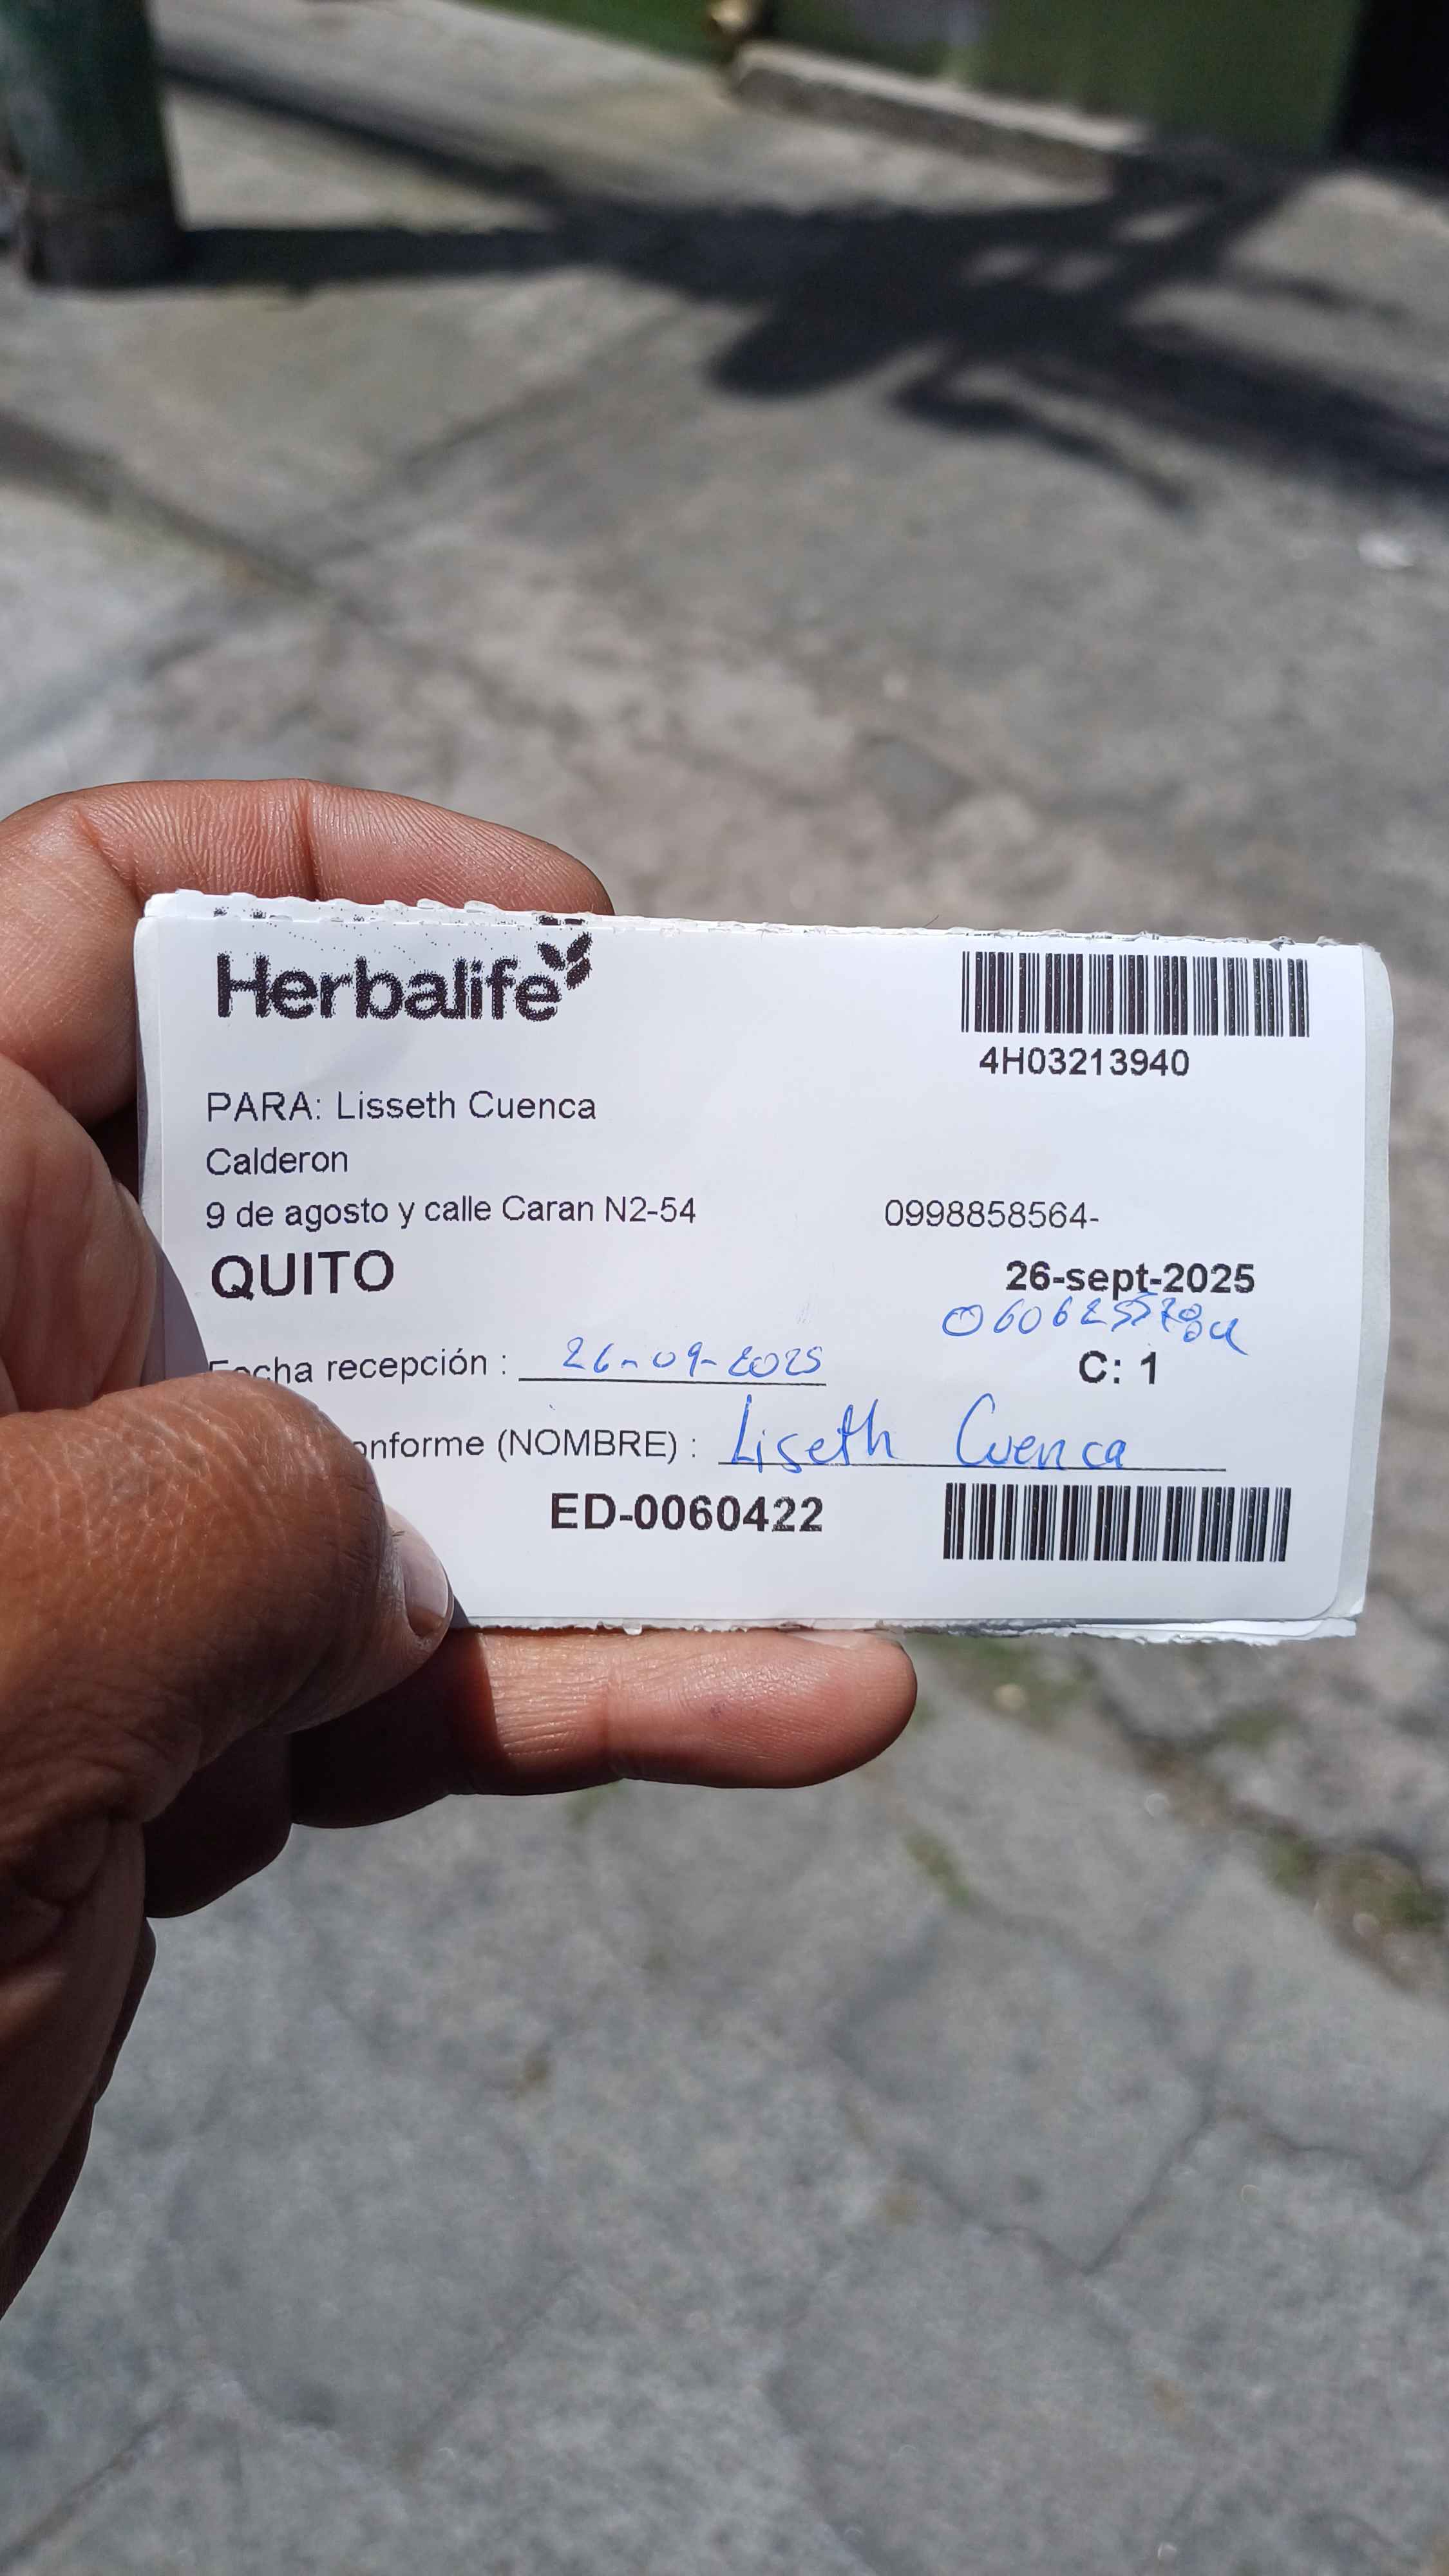 Herbalife
4H03213940
PARA: Lisseth Cuenca
Calderon
9 de agosto y calle Caran N2-54 0998858564-
QUITO 26-sept-2025
Fecha recepción : 26-09-2025 C: 1
onforme (NOMBRE) : Liseth Cuenca
ED-0060422